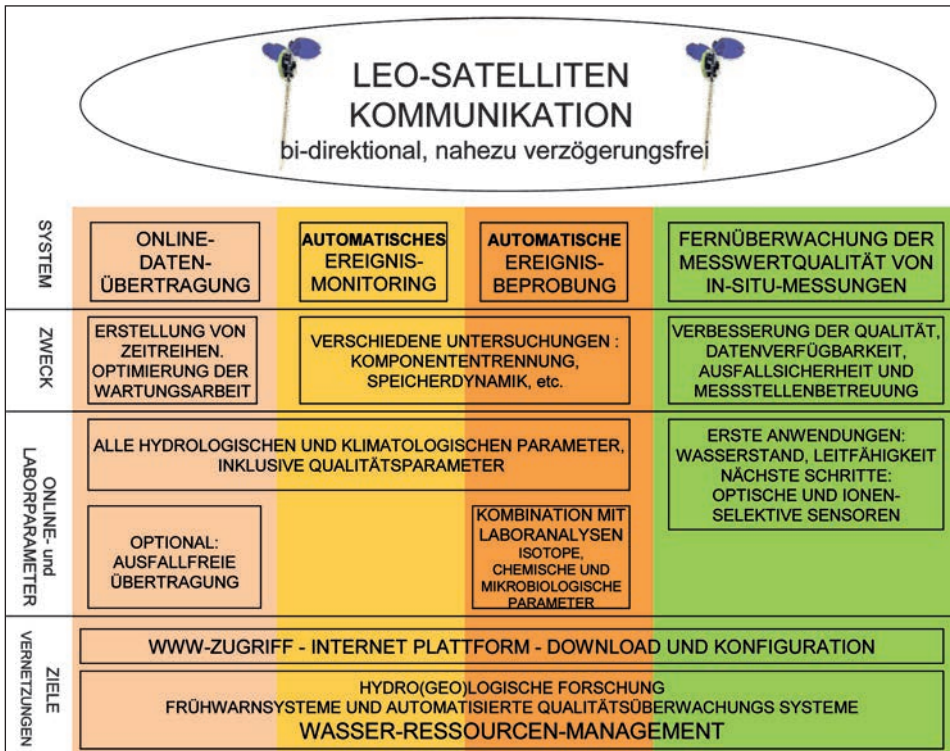 LEO-SATELLITEN
KOMMUNIKATION
bi-direktional, nahezu verzögerungsfrei
SYSTEM
ONLINE-
DATEN-
ÜBERTRAGUNG
AUTOMATISCHES
EREIGNIS-
MONITORING
AUTOMATISCHE
EREIGNIS-
BEPROBUNG
FERNÜBERWACHUNG DER
MESSWERTQUALITÄT VON
IN-SITU-MESSUNGEN
ZWECK
ERSTELLUNG VON
ZEITREIHEN.
OPTIMIERUNG DER
WARTUNGSARBEIT
VERSCHIEDENE UNTERSUCHUNGEN :
KOMPONENTENTRENNUNG,
SPEICHERDYNAMIK, etc.
VERBESSERUNG DER QUALITÄT,
DATENVERFÜGBARKEIT,
AUSFALLSICHERHEIT UND
MESSSTELLENBETREUUNG
ONLINE- und
LABORPARAMETER
ALLE HYDROLOGISCHEN UND KLIMATOLOGISCHEN PARAMETER,
INKLUSIVE QUALITÄTSPARAMETER
ERSTE ANWENDUNGEN:
WASSERSTAND, LEITFÄHIGKEIT
NÄCHSTE SCHRITTE:
OPTISCHE UND IONEN-
SELEKTIVE SENSOREN
OPTIONAL:
AUSFALLFREIE
ÜBERTRAGUNG
KOMBINATION MIT
LABORANALYSEN
ISOTOPE,
CHEMISCHE UND
MIKROBIOLOGISCHE
PARAMETER
ZIELE
VERNETZUNGEN
WWW-ZUGRIFF - INTERNET PLATTFORM - DOWNLOAD UND KONFIGURATION
HYDRO(GEO)LOGISCHE FORSCHUNG
FRÜHWARNSYSTEME UND AUTOMATISIERTE QUALITÄTSÜBERWACHUNGS SYSTEME
WASSER-RESSOURCEN-MANAGEMENT